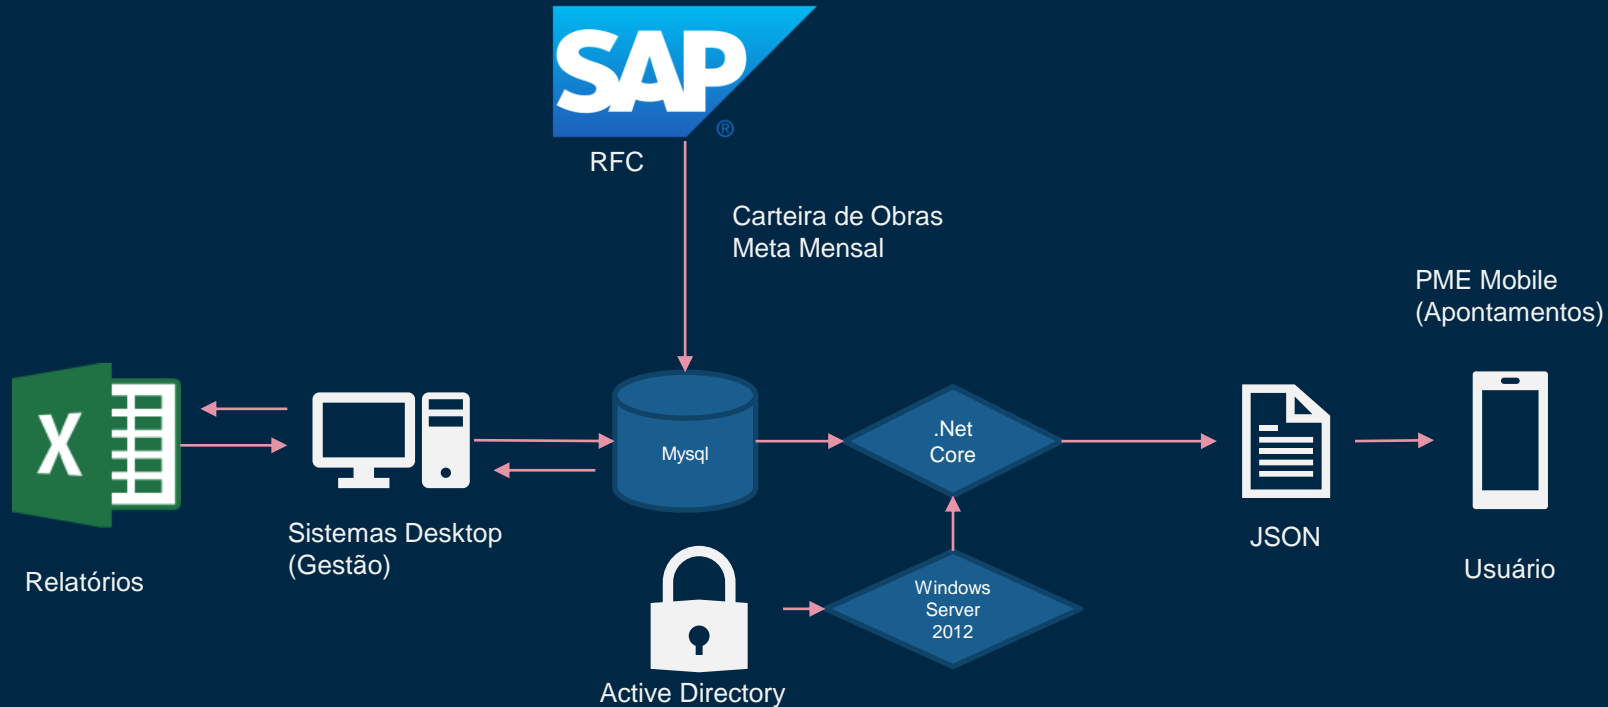 SAP
®
RFC
Carteira de Obras
Meta Mensal
PME Mobile
(Apontamentos)
X
Mysql
.Net
Core
Sistemas Desktop
(Gestão)
JSON
Relatórios
Usuário
Windows
Server
2012
Active Directory